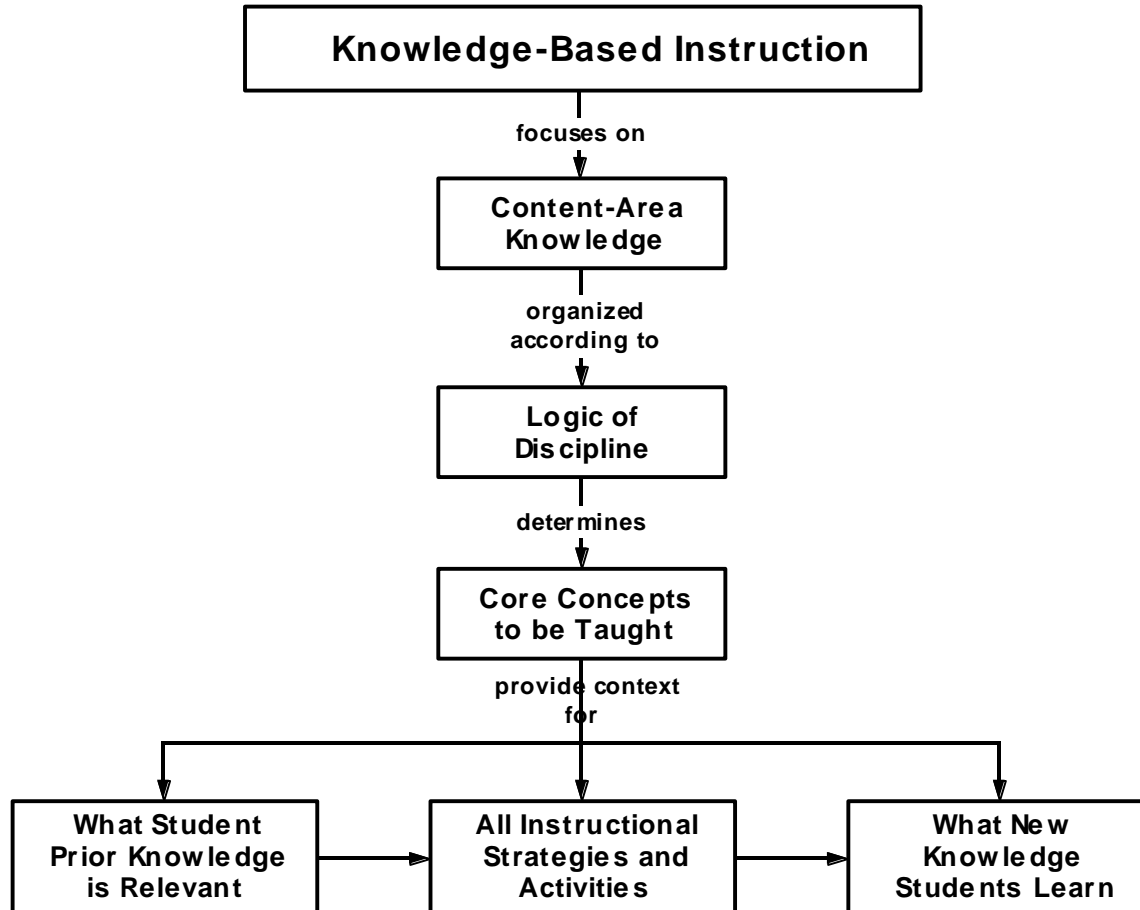 Knowledge-Based Instruction
focuses on
Content-Area
Knowledge
organized
according to
Logic of
Discipline
determines
Core Concepts
to be Taught
provide context
for
What Student
Prior Knowledge
is Relevant
All Instructional
Strategies and
Activities
What New
Knowledge
Students Learn